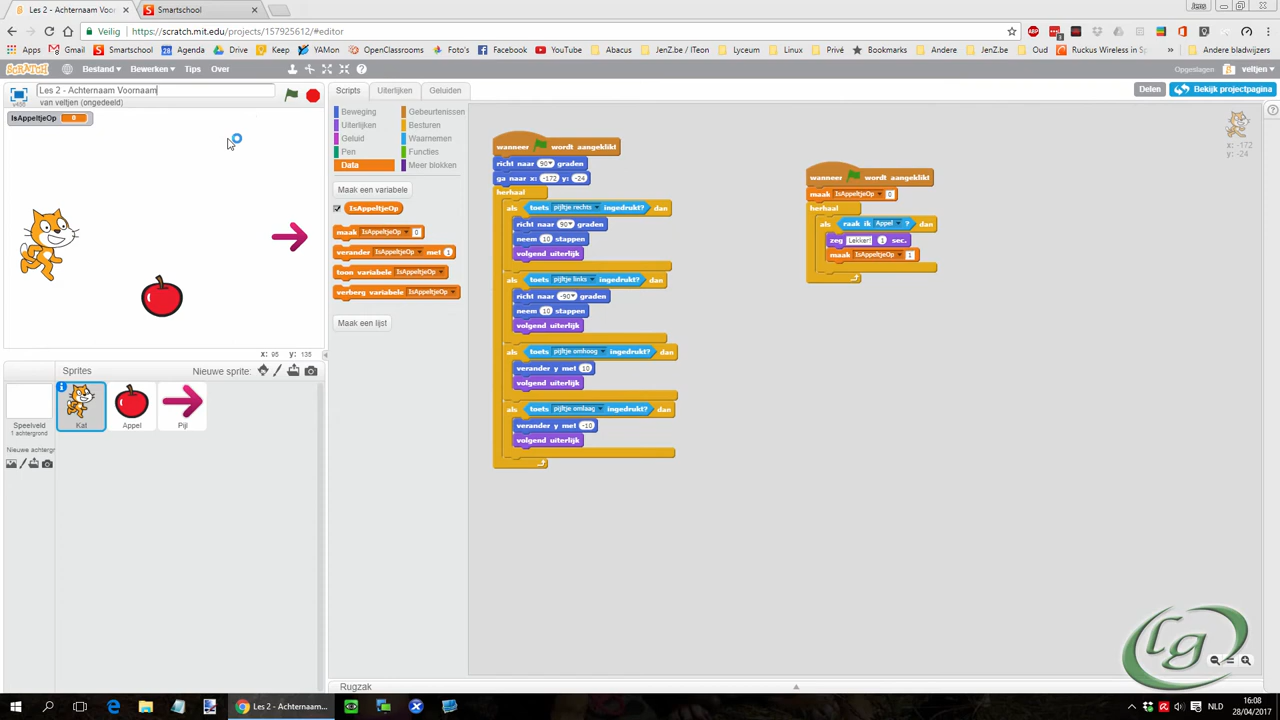 Les 2 - Achternaam Voor
Smartschool
Jens
Veilig
https://scratch.mit.edu/projects/157925612/#editor
Apps
Gmail
Smartschool
Agenda
Drive
Keep
YAMon
OpenClassrooms
Foto's
Facebook
YouTube
Abacus
JenZ.be / ITeon
Lyceum
Linux
Privé
Bookmarks
Andere
JenZ.be
Oud
Ruckus Wireless in Sp
Andere bladwijzers
SCRATCH
Bestand
Bewerken
Tips
Over
Opgeslagen
veltjen
Les 2 - Achternaam Voornaam
van veltjen (ongedeeld)
Scripts
Uiterlijken
Geluiden
Delen
Bekijk projectpagina
IsAppeltjeOp 0
Beweging
Gebeurtenissen
Uiterlijken
Besturen
Geluid
Waarnemen
Pen
Functies
Data
Meer blokken
Maak een variabele
IsAppeltjeOp
maak IsAppeltjeOp 0
verander IsAppeltjeOp met 1
toon variabele IsAppeltjeOp
verberg variabele IsAppeltjeOp
Maak een lijst
wanneer wordt aangeklikt
richt naar 90 graden
ga naar x: -172 y: -24
herhaal
als toets pijltje rechts ingedrukt? dan
richt naar 90 graden
neem 10 stappen
volgend uiterlijk
als toets pijltje links ingedrukt? dan
richt naar -90 graden
neem 10 stappen
volgend uiterlijk
als toets pijltje omhoog ingedrukt? dan
verander y met 10
volgend uiterlijk
als toets pijltje omlaag ingedrukt? dan
verander y met -10
volgend uiterlijk
wanneer wordt aangeklikt
maak IsAppeltjeOp 0
herhaal
als raak ik Appel ? dan
zeg Lekker! 1 sec.
maak IsAppeltjeOp 1
x: -172
y: -24
x: 95 y: 135
Sprites
Nieuwe sprite:
Speelveld
1 achtergrond
Kat
Appel
Pijl
Nieuwe achtergr
Rugzak
lg
Les 2 - Achternaam V
NLD
16:08
28/04/2017